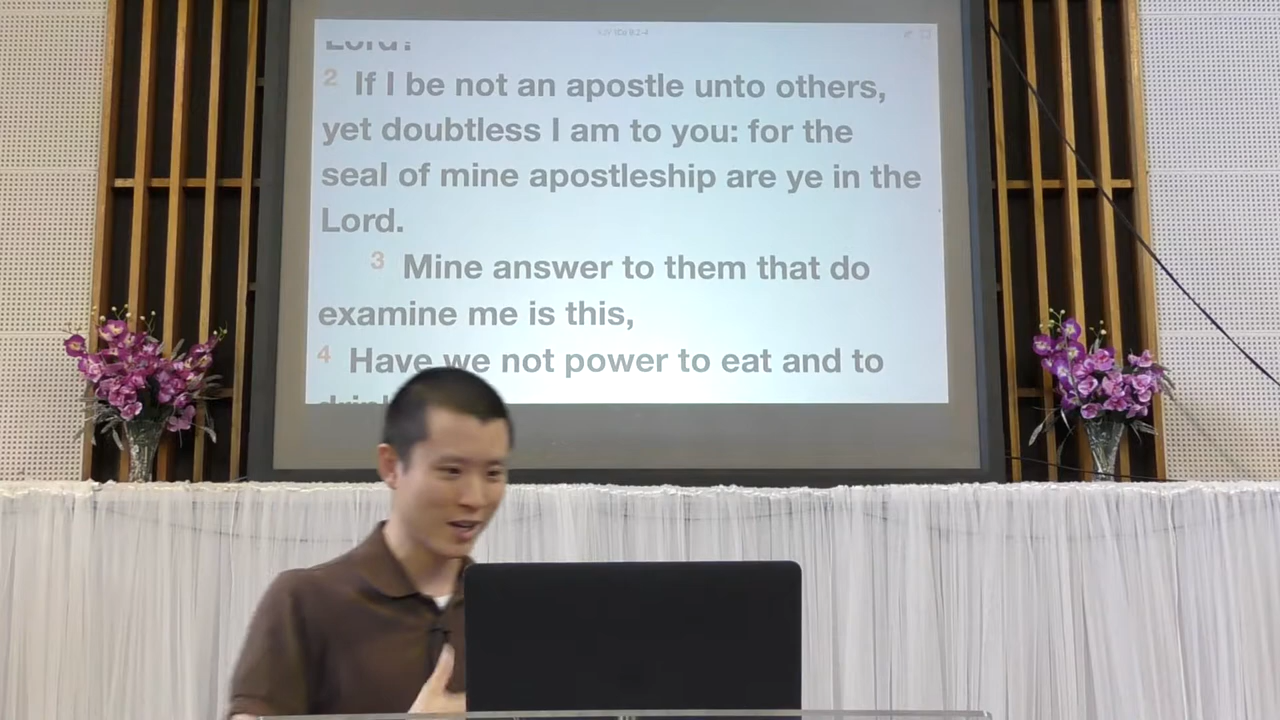 Lord?
2 If I be not an apostle unto others,
yet doubtless I am to you: for the
seal of mine apostleship are ye in the
Lord.
3 Mine answer to them that do
examine me is this,
4 Have we not power to eat and to